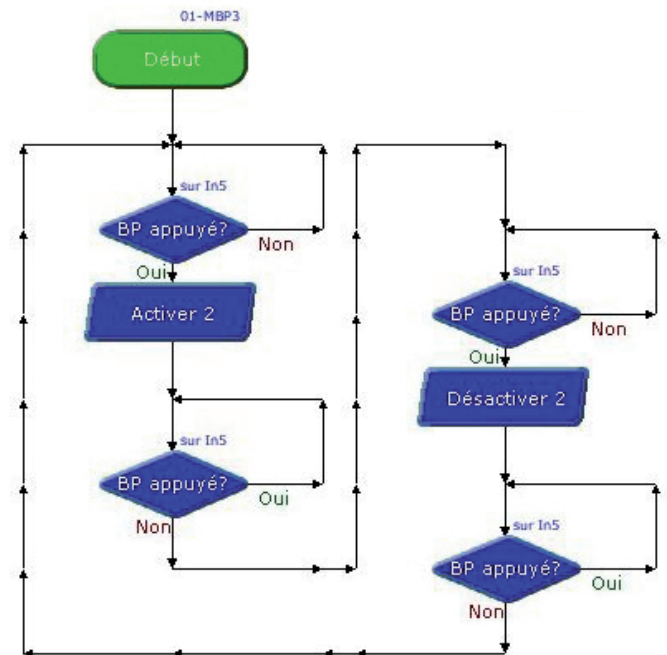 01-MBP3
Début
sur In5
BP appuyé?
Non
Oui
Activer 2
sur In5
BP appuyé?
Oui
Non
sur In5
BP appuyé?
Non
Oui
Désactiver 2
sur In5
BP appuyé?
Oui
Non